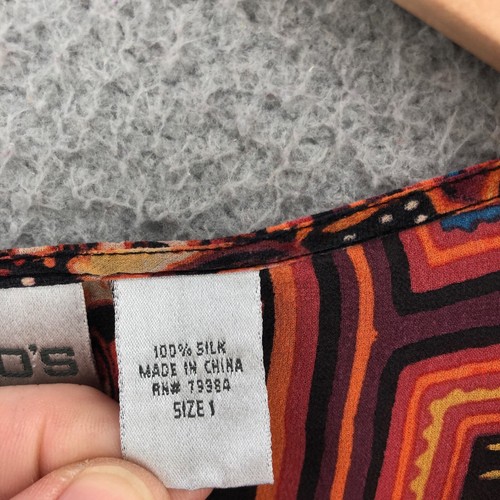 O'S
100% SILK
MADE IN CHINA
RN# 79984
SIZE 1